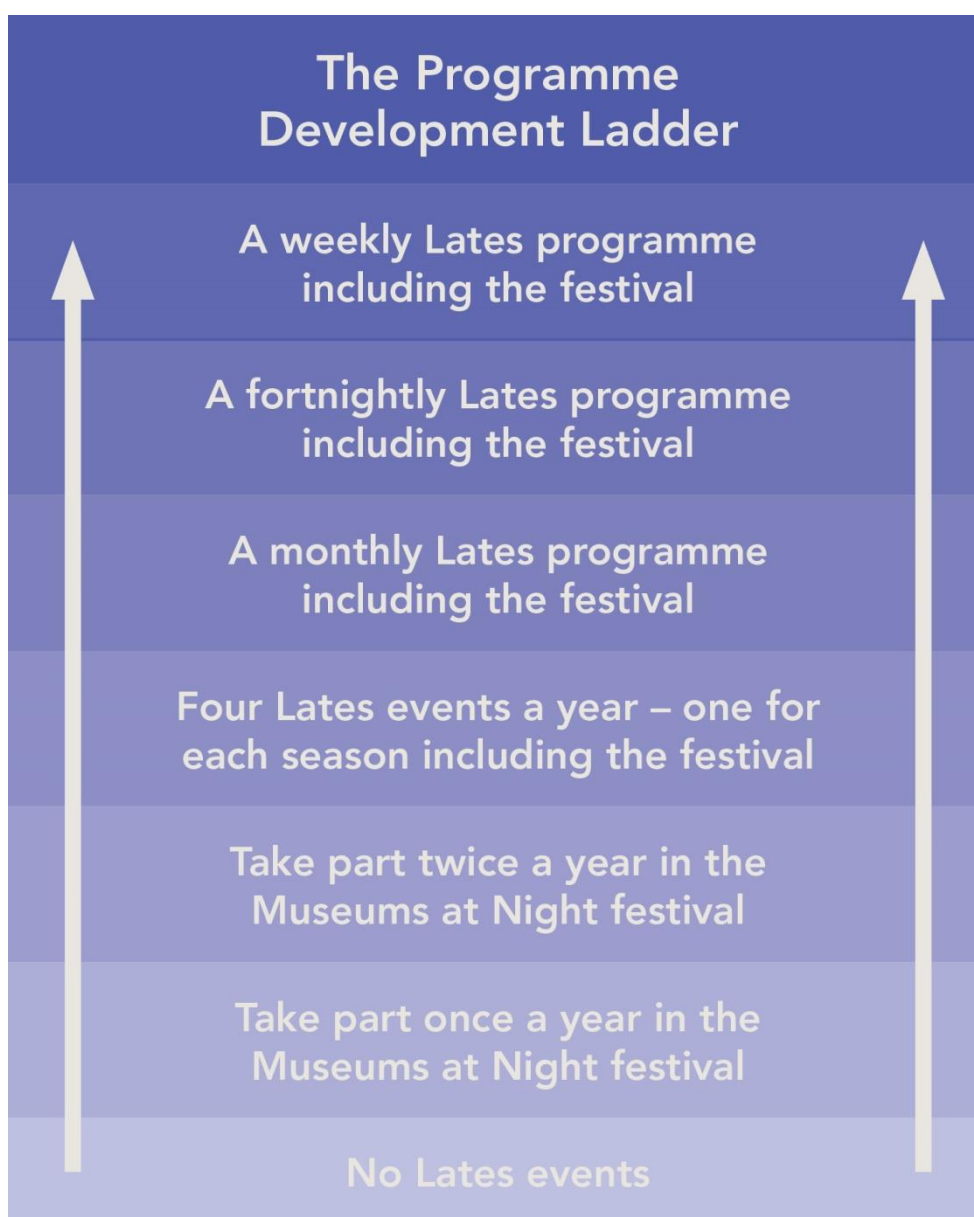 The Programme
Development Ladder
A weekly Lates programme
including the festival
A fortnightly Lates programme
including the festival
A monthly Lates programme
including the festival
Four Lates events a year – one for
each season including the festival
Take part twice a year in the
Museums at Night festival
Take part once a year in the
Museums at Night festival
No Lates events